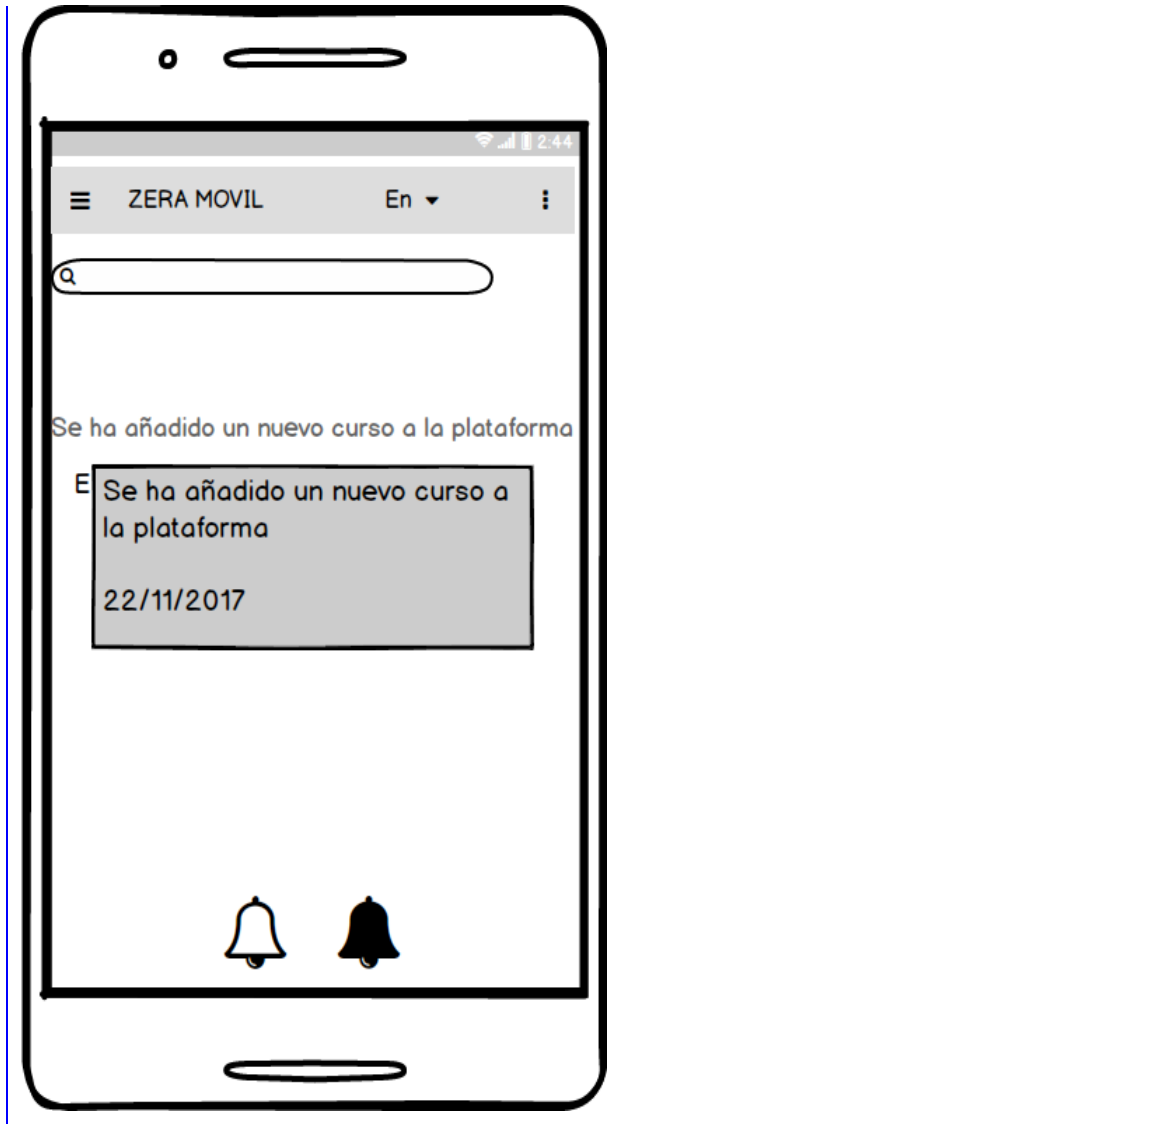 2:44
ZERA MOVIL En
Se ha añadido un nuevo curso a la plataforma
E
Se ha añadido un nuevo curso a
la plataforma
22/11/2017